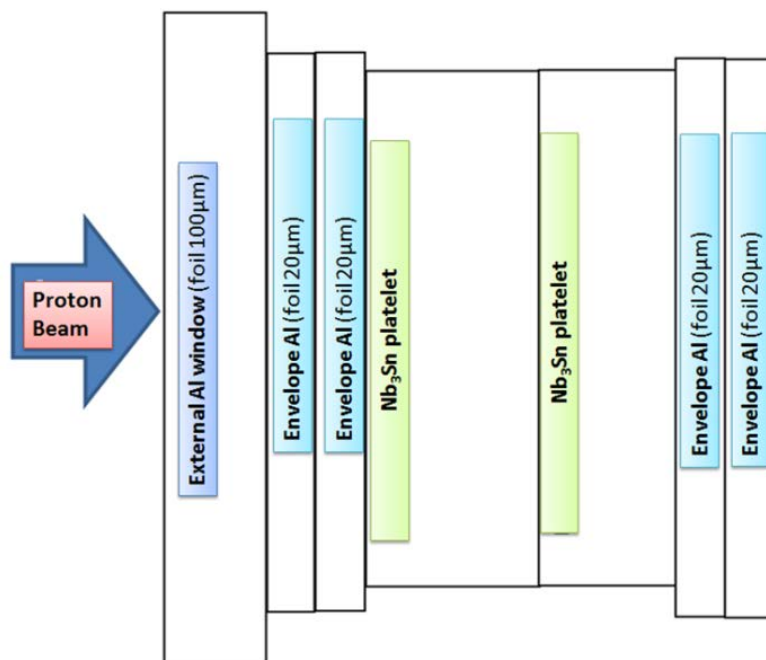 Proton
Beam
External Al window (foil 100µm)
Envelope Al (foil 20µm)
Envelope Al (foil 20µm)
Nb₃Sn platelet
Nb₃Sn platelet
Envelope Al (foil 20µm)
Envelope Al (foil 20µm)